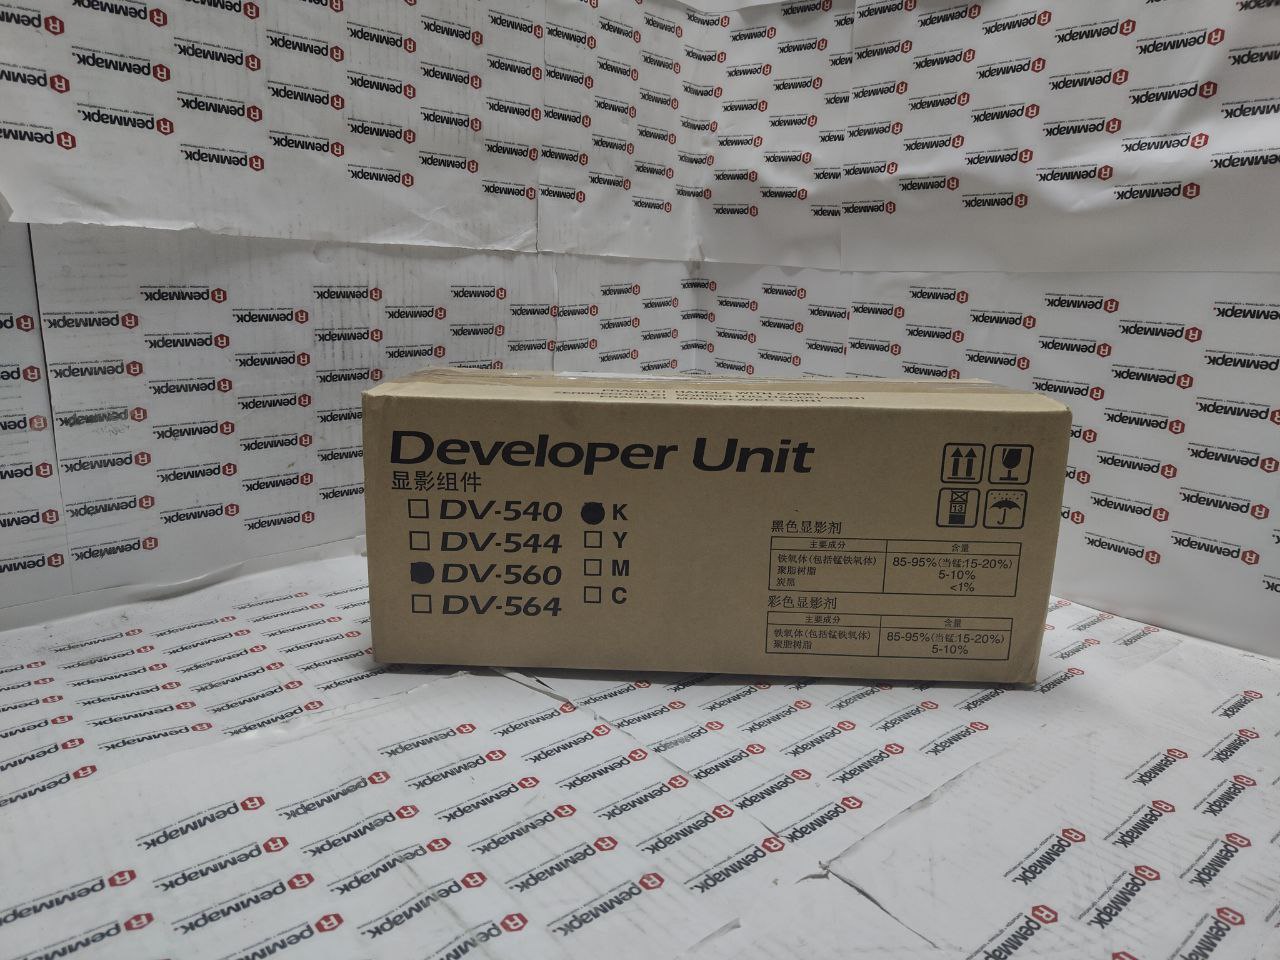 Developer Unit
显影组件
DV-540
DV-544
DV-560
DV-564
K
Y
M
C
黑色显影剂
主要成分 含量
铁氧体(包括锰铁氧体) 85-95%(当锰:15-20%)
聚脂树脂 5-10%
炭黑 <1%
彩色显影剂
主要成分 含量
铁氧体(包括锰铁氧体) 85-95%(当锰:15-20%)
聚脂树脂 5-10%
13
реммарк.